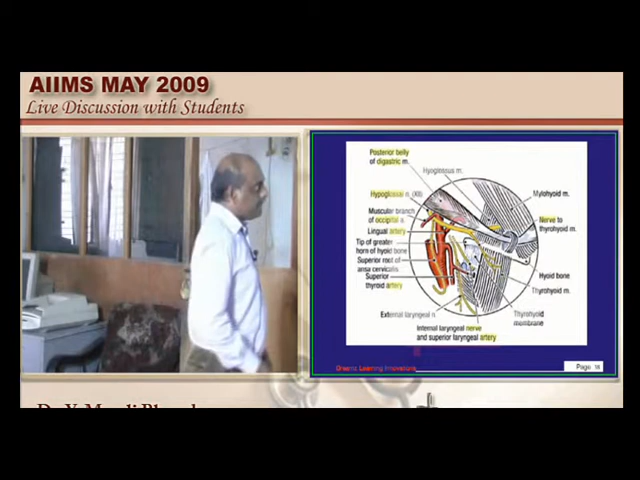 AIIMS MAY 2009
Live Discussion with Students
Posterior belly
of digastric m.
Hyoglossus m.
Hypoglossal n. (XII)
Muscular branch
of occipital a.
Lingual artery
Tip of greater
horn of hyoid bone
Superior root of
ansa cervicalis
Superior
thyroid artery
External laryngeal n.
Internal laryngeal nerve
and superior laryngeal artery
Mylohyoid m.
Nerve to
thyrohyoid m.
Hyoid bone
Thyrohyoid m.
Thyrohyoid
membrane
Learning Innovations
Page 18